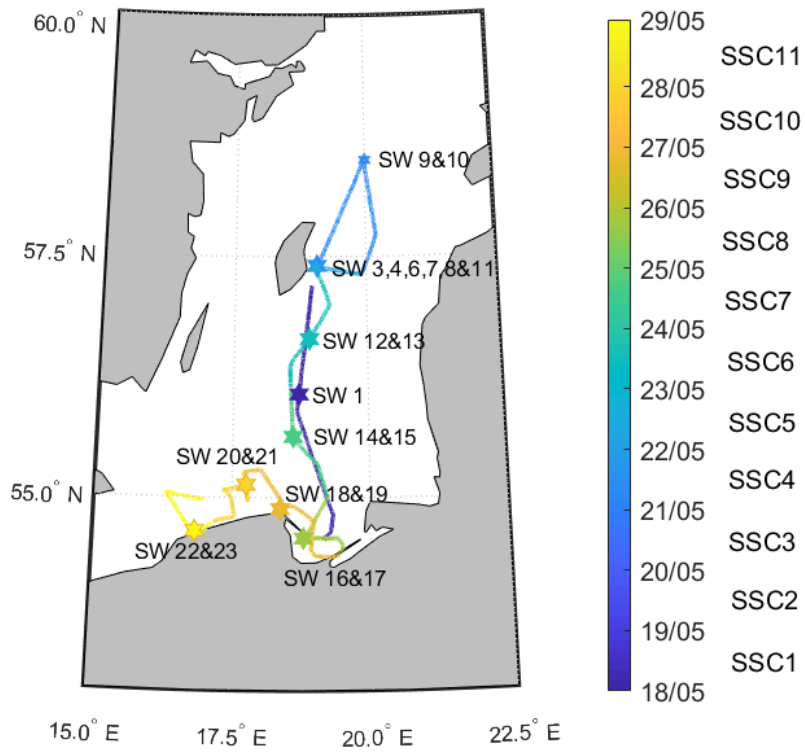 60.0° N
57.5° N
55.0° N
15.0° E
17.5° E
20.0° E
22.5° E
SW 9&10
SW 3,4,6,7,8&11
SW 12&13
SW 1
SW 14&15
SW 20&21
SW 18&19
SW 22&23
SW 16&17
29/05
28/05
27/05
26/05
25/05
24/05
23/05
22/05
21/05
20/05
19/05
18/05
SSC11
SSC10
SSC9
SSC8
SSC7
SSC6
SSC5
SSC4
SSC3
SSC2
SSC1